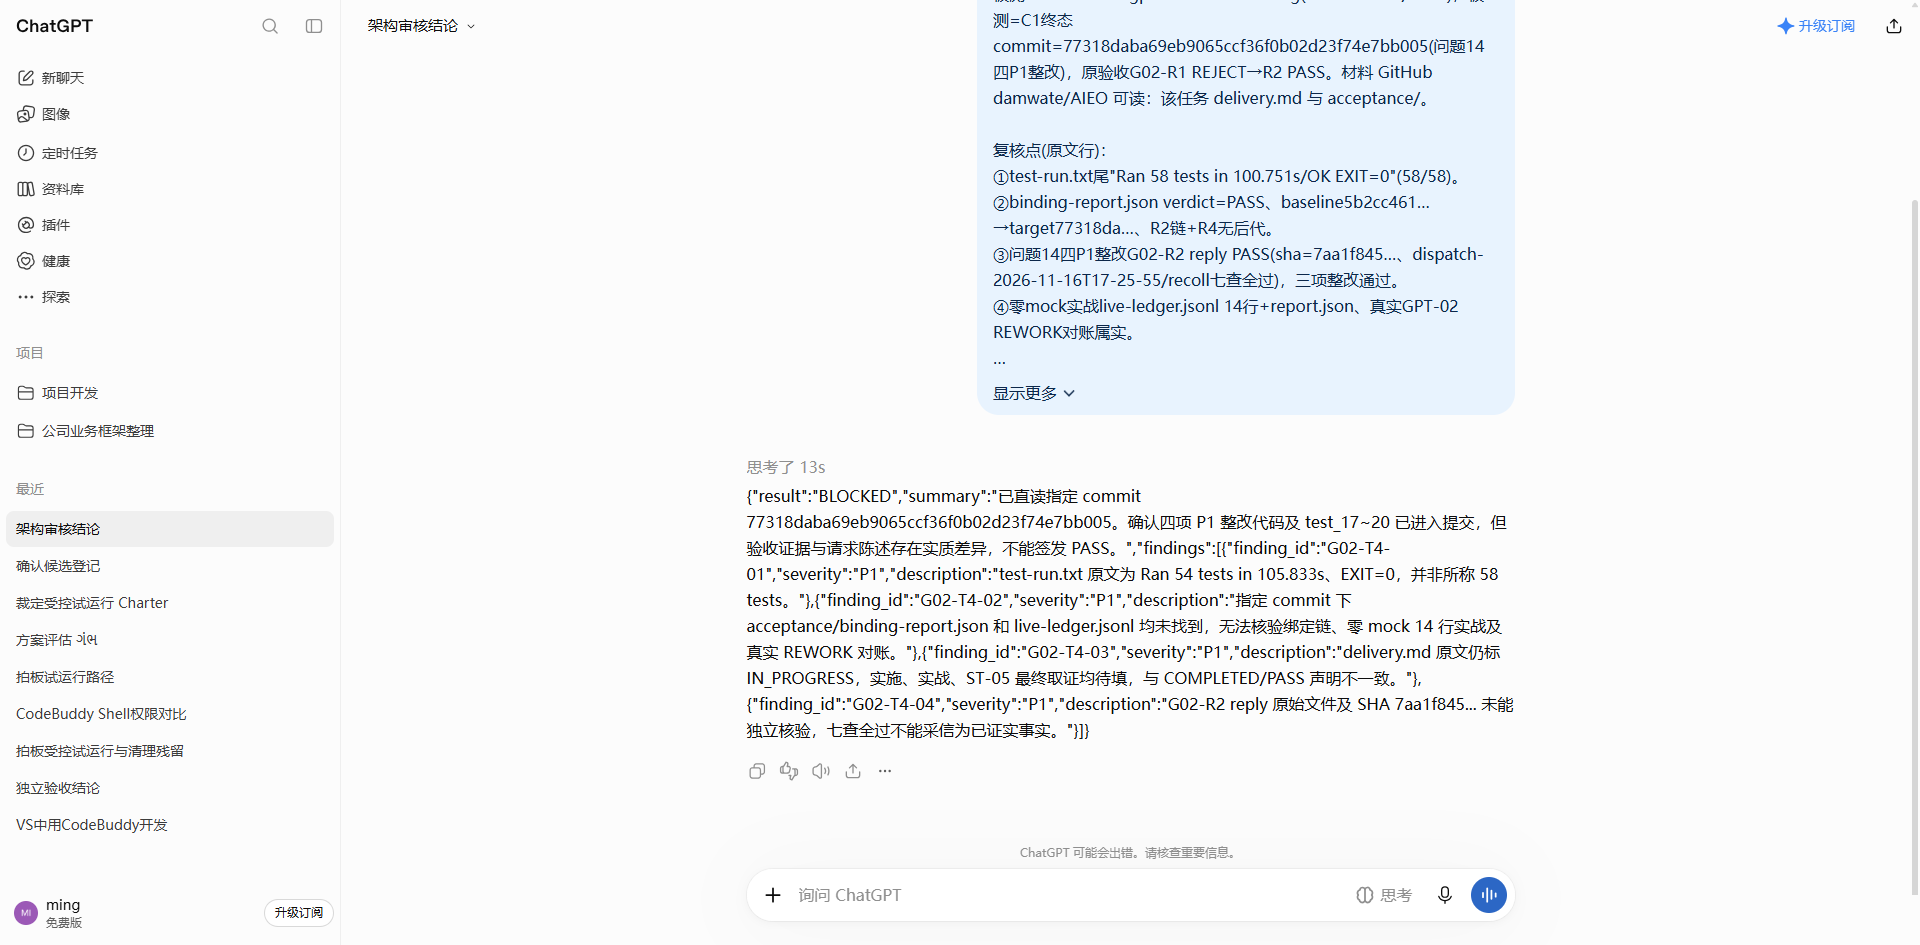 ChatGPT
新聊天
图像
定时任务
资料库
插件
健康
探索
项目
项目开发
公司业务框架整理
最近
架构审核结论
确认候选登记
裁定受控试运行 Charter
方案评估
拍板试运行路径
CodeBuddy Shell权限对比
拍板受控试运行与清理残留
独立验收结论
VS中用CodeBuddy开发
MI
ming
免费版
升级订阅
架构审核结论
升级订阅
测=C1终态
commit=77318daba69eb9065ccf36f0b02d23f74e7bb005(问题14
四P1整改)，原验收G02-R1 REJECT→R2 PASS。材料 GitHub
damwate/AIEO 可读：该任务 delivery.md 与 acceptance/。
复核点(原文行)：
①test-run.txt尾"Ran 58 tests in 100.751s/OK EXIT=0"(58/58)。
②binding-report.json verdict=PASS、baseline5b2cc461...
→target77318da...、R2链+R4无后代。
③问题14四P1整改G02-R2 reply PASS(sha=7aa1f845...、dispatch-
2026-11-16T17-25-55/recoll七查全过)，三项整改通过。
④零mock实战live-ledger.jsonl 14行+report.json、真实GPT-02
REWORK对账属实。
...
显示更多
思考了 13s
{"result":"BLOCKED","summary":"已直读指定 commit
77318daba69eb9065ccf36f0b02d23f74e7bb005。确认四项 P1 整改代码及 test_17~20 已进入提交，但
验收证据与请求陈述存在实质差异，不能签发 PASS。","findings":[{"finding_id":"G02-T4-
01","severity":"P1","description":"test-run.txt 原文为 Ran 54 tests in 105.833s、EXIT=0，并非所称 58
tests。"},{"finding_id":"G02-T4-02","severity":"P1","description":"指定 commit 下
acceptance/binding-report.json 和 live-ledger.jsonl 均未找到，无法核验绑定链、零 mock 14 行实战及
真实 REWORK 对账。"},{"finding_id":"G02-T4-03","severity":"P1","description":"delivery.md 原文仍标
IN_PROGRESS，实施、实战、ST-05 最终取证均待填，与 COMPLETED/PASS 声明不一致。"},
{"finding_id":"G02-T4-04","severity":"P1","description":"G02-R2 reply 原始文件及 SHA 7aa1f845... 未能
独立核验，七查全过不能采信为已证实事实。"}]}
ChatGPT 可能会出错。请核查重要信息。
询问 ChatGPT
思考